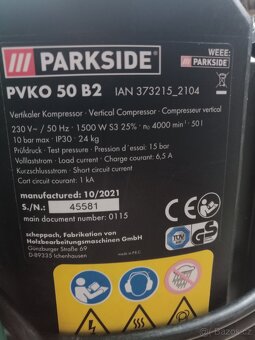 /// PARKSIDE®
WEEE:
PVKO 50 B2 IAN 373215_2104
Vertikaler Kompressor · Vertical Compressor · Compresseur vertical
230 V~ / 50 Hz · 1500 W S3 25% · n₀ 4000 min⁻¹ · 50 l
10 bar max · IP30 · 24 kg
Prüfdruck · Test pressure · Pression d'essai: 15 bar
Volllaststrom · Load current · Courant chargé: 6,5 A
Kurzschlussstrom · Short circuit current ·
Cort circuit courant: 1 kA
manufactured: 10/2021
S./N.: 45581
main document number: 0115
scheppach, Fabrikation von
Holzbearbeitungsmaschinen GmbH
Günzburger Straße 69
D-89335 Ichenhausen